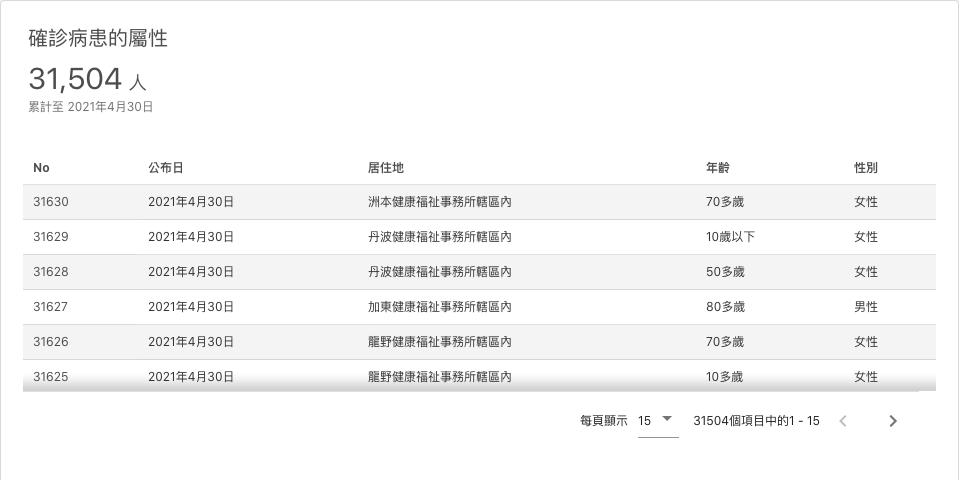 確診病患的屬性
31,504 人
累計至 2021年4月30日
No 公布日 居住地 年齡 性別
31630 2021年4月30日 洲本健康福祉事務所轄區內 70多歲 女性
31629 2021年4月30日 丹波健康福祉事務所轄區內 10歲以下 女性
31628 2021年4月30日 丹波健康福祉事務所轄區內 50多歲 女性
31627 2021年4月30日 加東健康福祉事務所轄區內 80多歲 男性
31626 2021年4月30日 龍野健康福祉事務所轄區內 70多歲 女性
31625 2021年4月30日 龍野健康福祉事務所轄區內 10多歲 女性
每頁顯示 15 31504個項目中的1 - 15